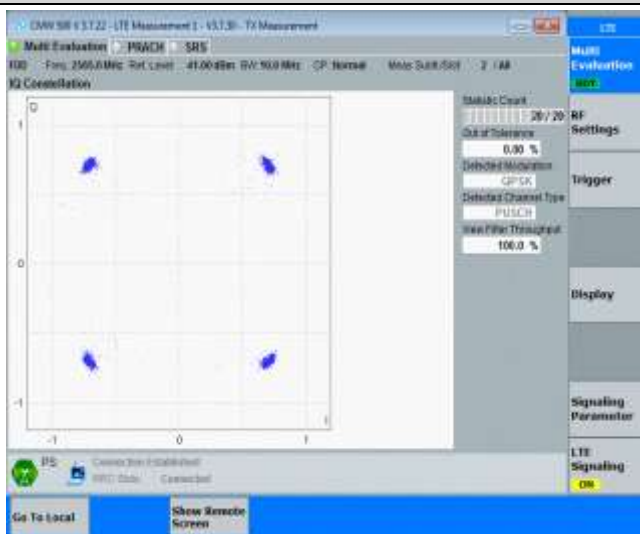 CMW 500 V 3.7.22 - LTE Measurement 1 - V3.7.30 - TX Measurement
LTE
Multi Evaluation PRACH SRS
Multi
Evaluation
RDY
FDD Freq: 2565.0 MHz Ref. Level: 41.00 dBm BW: 10.0 MHz CP: Normal Meas Subfr./Slot: 2 / All
IQ Constellation
RF
Settings
Trigger
Display
Signaling
Parameter
LTE
Signaling
ON
Q
1
0
-1
-1 0 1
I
Statistic Count
20 / 20
Out of Tolerance
0.00 %
Detected Modulation
QPSK
Detected Channel Type
PUSCH
View Filter Throughput
100.0 %
PS:
Connection Established
RRC State: Connected
Go To Local
Show Remote
Screen